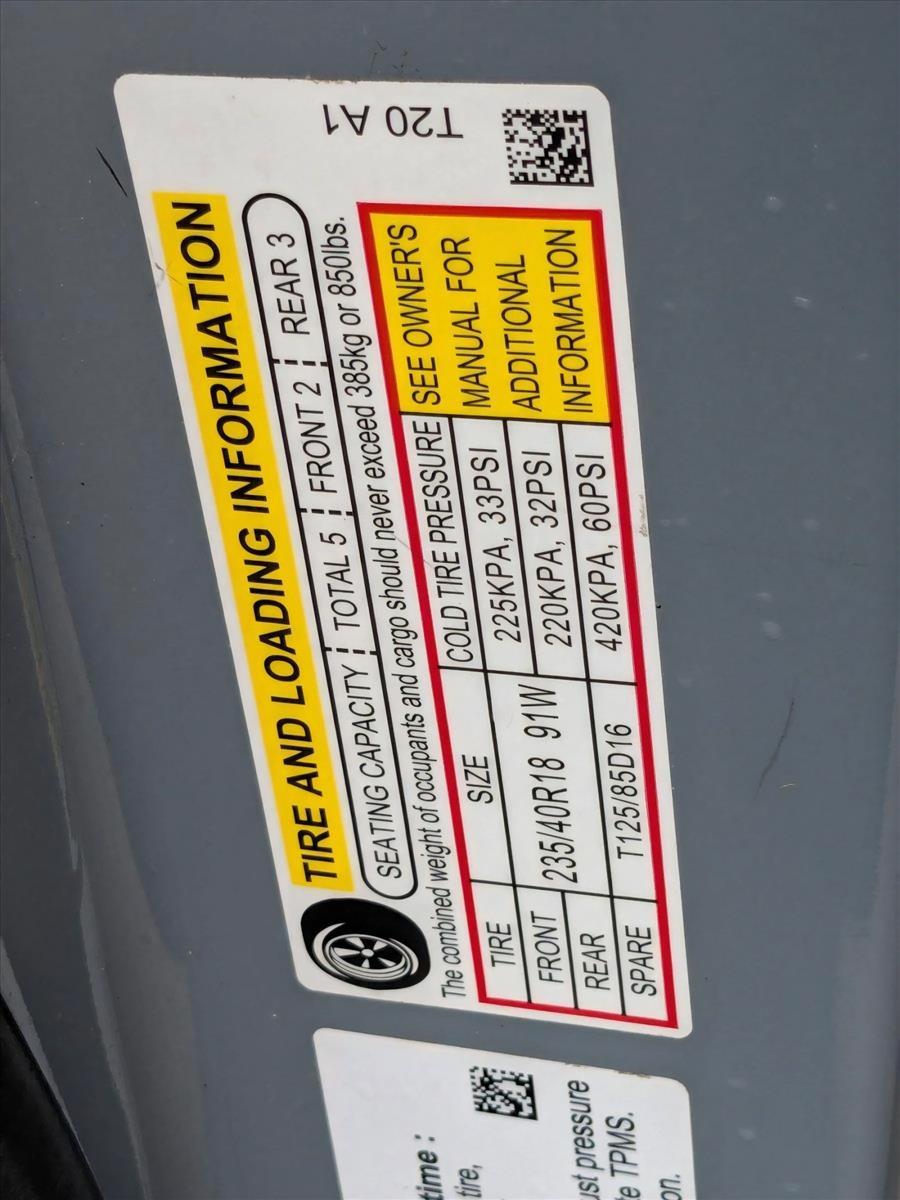 T20 A1
TIRE AND LOADING INFORMATION
SEATING CAPACITY TOTAL 5 FRONT 2 REAR 3
The combined weight of occupants and cargo should never exceed 385kg or 850lbs.
TIRE SIZE COLD TIRE PRESSURE
FRONT 235/40R18 91W 225KPA, 33PSI
REAR 220KPA, 32PSI
SPARE T125/85D16 420KPA, 60PSI
SEE OWNER'S
MANUAL FOR
ADDITIONAL
INFORMATION
time :
tire,
ust pressure
e TPMS.
on.